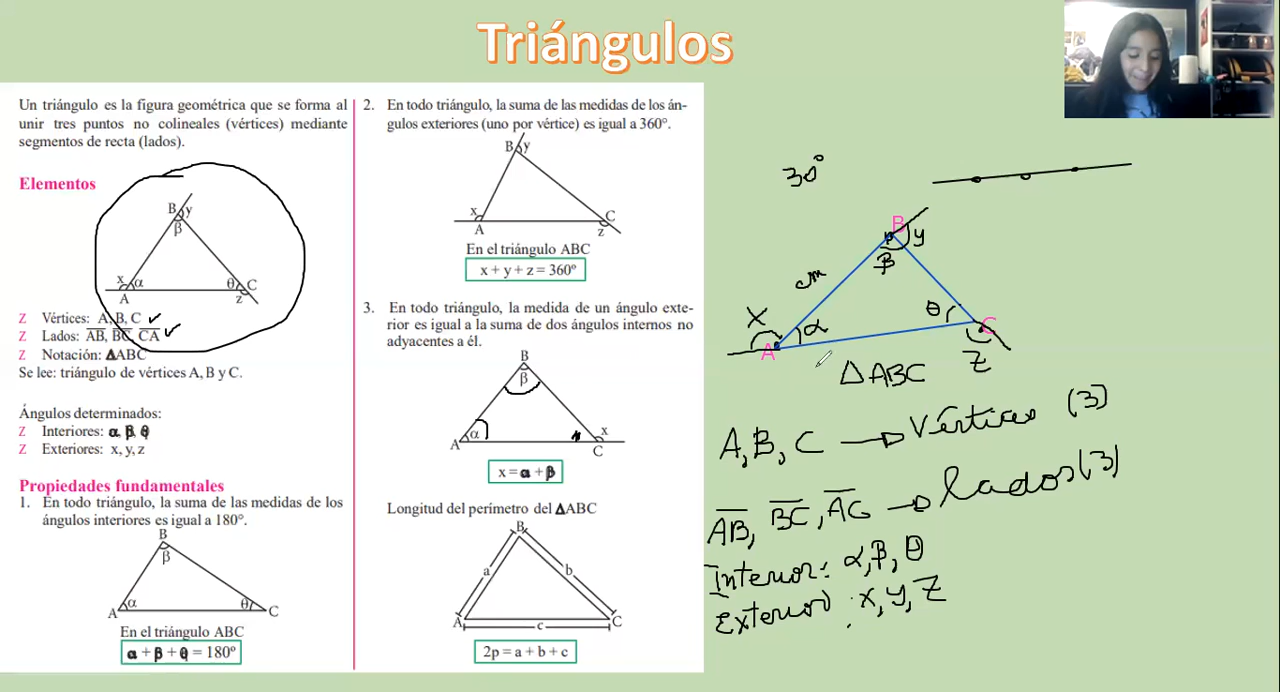 Triángulos
Un triángulo es la figura geométrica que se forma al
unir tres puntos no colineales (vértices) mediante
segmentos de recta (lados).
Elementos
B y
β
x α
θ C
A
z
Z Vértices: A, B, C ✓
Z Lados: A̅B̅, B̅C̅, C̅A̅ ✓
Z Notación: ΔABC
Se lee: triángulo de vértices A, B y C.
Ángulos determinados:
Z Interiores: α, β, θ
Z Exteriores: x, y, z
Propiedades fundamentales
1. En todo triángulo, la suma de las medidas de los
ángulos interiores es igual a 180°.
B
β
A α
θ C
En el triángulo ABC
α + β + θ = 180°
2. En todo triángulo, la suma de las medidas de los án-
gulos exteriores (uno por vértice) es igual a 360°.
B y
x
A
C
z
En el triángulo ABC
x + y + z = 360°
3. En todo triángulo, la medida de un ángulo exte-
rior es igual a la suma de dos ángulos internos no
adyacentes a él.
B
β
A α
x
C
x = α + β
Longitud del perímetro del ΔABC
B
a
b
A
c
C
2p = a + b + c
30°
B
y
β
cm
x
α
θ
A
C
z
ΔABC
A, B, C → Vértices (3)
A̅B̅, B̅C̅, A̅C̅ → lados (3)
Interior: α, β, θ
Exterior: x, y, z